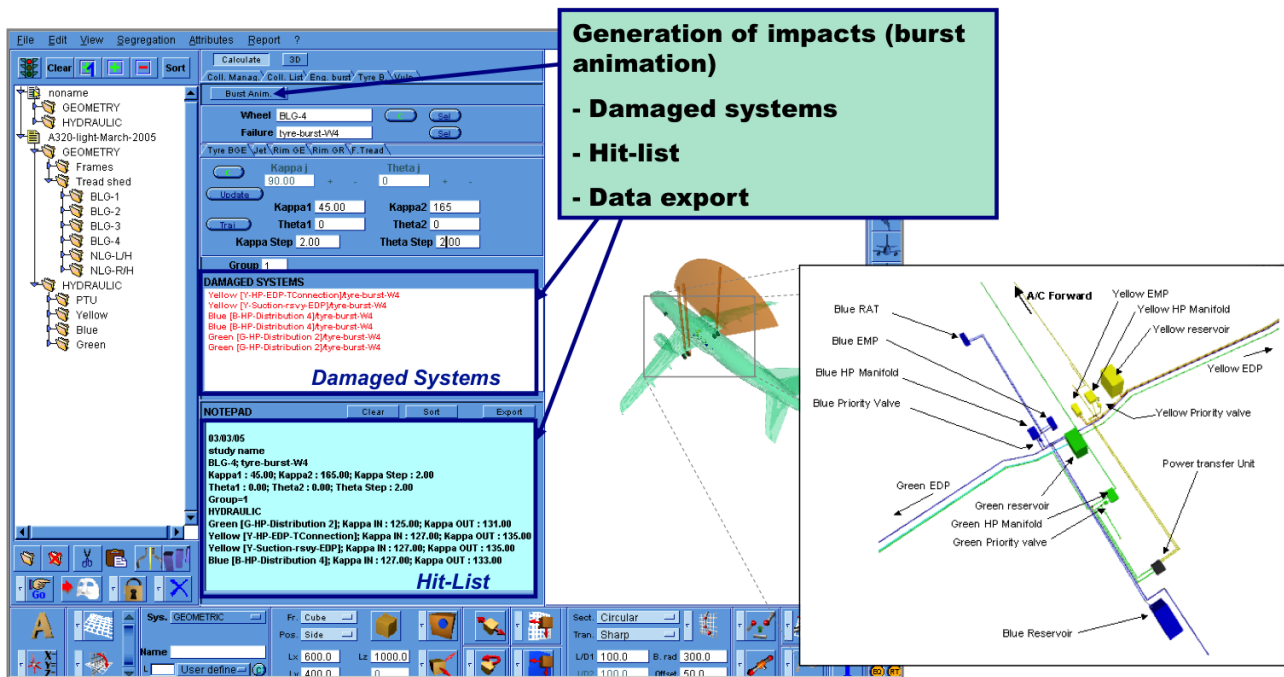 Generation of impacts (burst
animation)
- Damaged systems
- Hit-list
- Data export
File Edit View Segregation Attributes Report ?
Clear Sort
noname
GEOMETRY
HYDRAULIC
A320-light-March-2005
GEOMETRY
Frames
Tread shed
BLG-1
BLG-2
BLG-3
BLG-4
NLG-L/H
NLG-R/H
HYDRAULIC
PTU
Yellow
Blue
Green
GO
Calculate 3D
Coll. Manag. Coll. List Eng. burst Tyre B. Vuln.
Burst Anim.
Wheel BLG-4 Sel
Failure tyre-burst-W4 Sel
Tyre BGE Jet Rim GE Rim GR F.Tread
Kappa j Theta j
90.00 + - 0 + -
Update
Kappa1 45.00 Kappa2 165
Traj Theta1 0 Theta2 0
Kappa Step 2.00 Theta Step 2.00
Group 1
DAMAGED SYSTEMS
Yellow [Y-HP-EDP-TConnection]/tyre-burst-W4
Yellow [Y-Suction-rsvy-EDP]/tyre-burst-W4
Blue [B-HP-Distribution 4]/tyre-burst-W4
Blue [B-HP-Distribution 4]/tyre-burst-W4
Green [G-HP-Distribution 2]/tyre-burst-W4
Green [G-HP-Distribution 2]/tyre-burst-W4
Damaged Systems
NOTEPAD Clear Sort Export
03/03/05
study name
BLG-4; tyre-burst-W4
Kappa1 : 45.00; Kappa2 : 165.00; Kappa Step : 2.00
Theta1 : 0.00; Theta2 : 0.00; Theta Step : 2.00
Group=1
HYDRAULIC
Green [G-HP-Distribution 2]; Kappa IN : 125.00; Kappa OUT : 131.00
Yellow [Y-HP-EDP-TConnection]; Kappa IN : 127.00; Kappa OUT : 135.00
Yellow [Y-Suction-rsvy-EDP]; Kappa IN : 127.00; Kappa OUT : 135.00
Blue [B-HP-Distribution 4]; Kappa IN : 127.00; Kappa OUT : 133.00
Hit-List
A/C Forward
Yellow EMP
Yellow HP Manifold
Yellow reservoir
Yellow EDP
Yellow Priority valve
Blue RAT
Blue EMP
Blue HP Manifold
Blue Priority Valve
Power transfer Unit
Green EDP
Green reservoir
Green HP Manifold
Green Priority valve
Blue Reservoir
Sys. GEOMETRIC
Name
L User define C
Fr. Cube
Pos. Side
Lx 600.0 Lz 1000.0
Ly 400.0 0
Sect. Circular
Tran. Sharp
L/D1 100.0 B. rad 300.0
L/D2 100.0 Offset 50.0
EQ RT